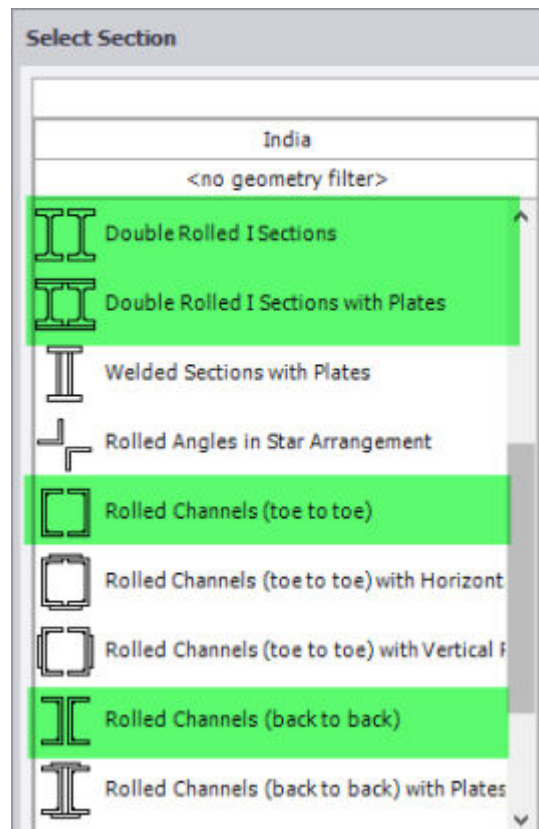 Select Section
India
<no geometry filter>
Double Rolled I Sections
Double Rolled I Sections with Plates
Welded Sections with Plates
Rolled Angles in Star Arrangement
Rolled Channels (toe to toe)
Rolled Channels (toe to toe) with Horizont
Rolled Channels (toe to toe) with Vertical
Rolled Channels (back to back)
Rolled Channels (back to back) with Plates